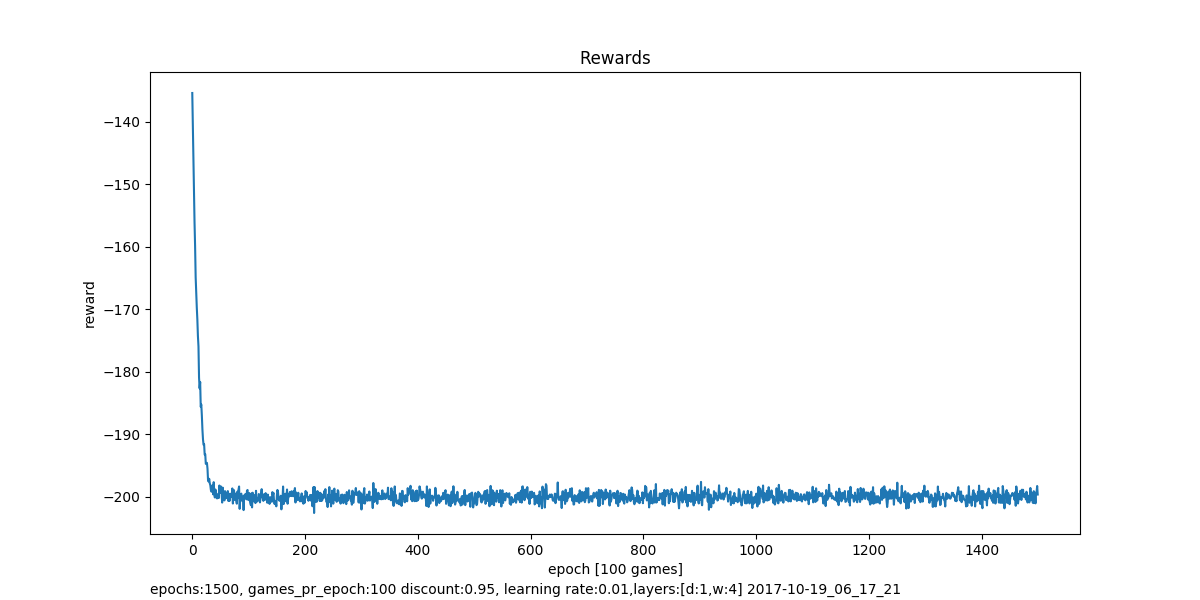 Rewards
−140
−150
−160
−170
−180
−190
−200
reward
0 200 400 600 800 1000 1200 1400
epoch [100 games]
epochs:1500, games_pr_epoch:100 discount:0.95, learning rate:0.01,layers:[d:1,w:4] 2017-10-19_06_17_21